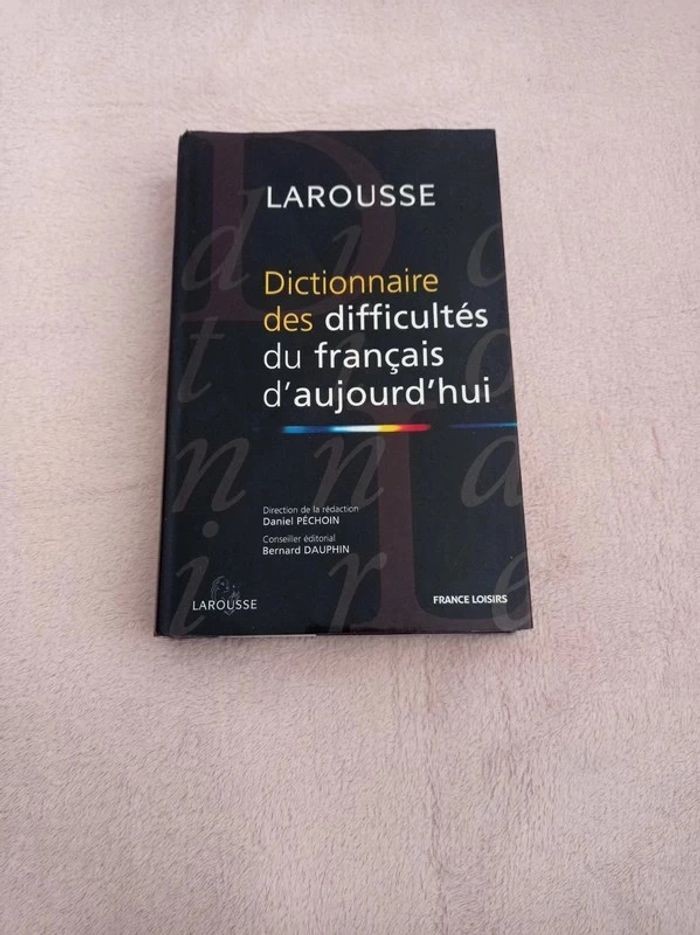 LAROUSSE
Dictionnaire
des difficultés
du français
d'aujourd'hui
Direction de la rédaction
Daniel PÉCHOIN
Conseiller éditorial
Bernard DAUPHIN
LAROUSSE
FRANCE LOISIRS